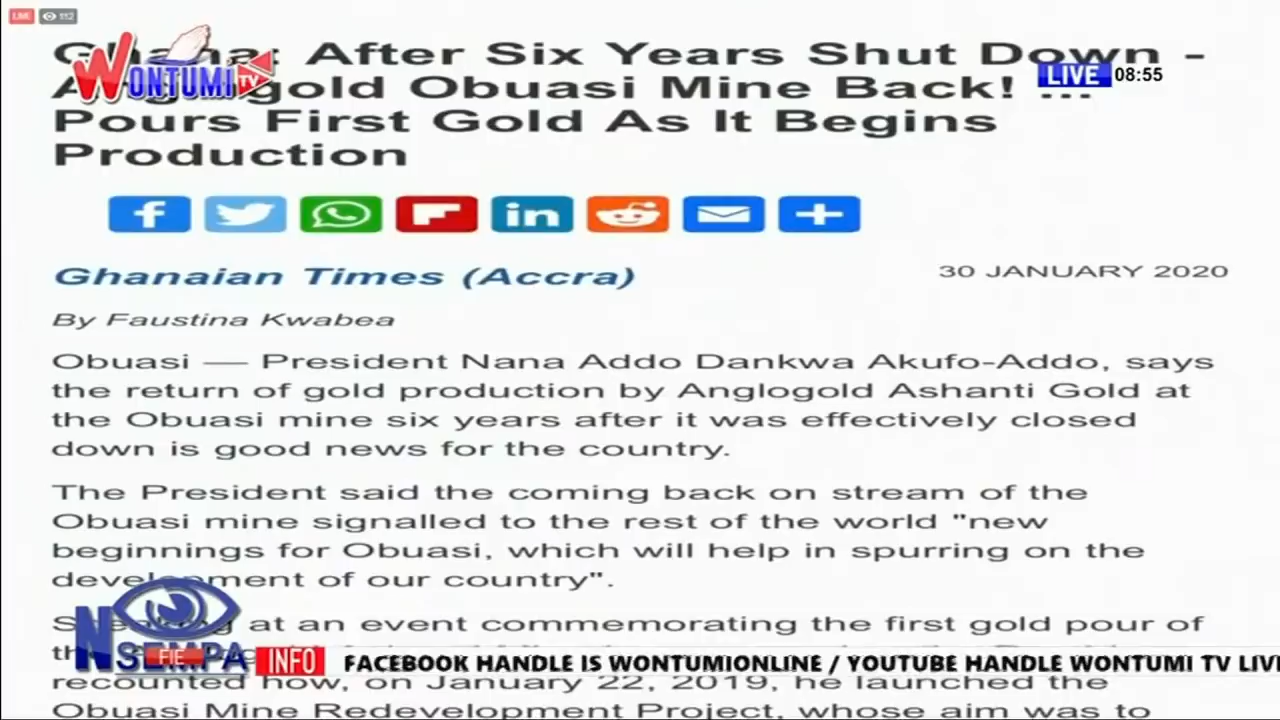 LIVE 112
Ghana: After Six Years Shut Down -
WONTUMI TV
gold Obuasi Mine Back! ...
LIVE 08:55
Pours First Gold As It Begins
Production
Ghanaian Times (Accra)
30 JANUARY 2020
By Faustina Kwabea
Obuasi — President Nana Addo Dankwa Akufo-Addo, says
the return of gold production by Anglogold Ashanti Gold at
the Obuasi mine six years after it was effectively closed
down is good news for the country.
The President said the coming back on stream of the
Obuasi mine signalled to the rest of the world "new
beginnings for Obuasi, which will help in spurring on the
development of our country".
Speaking at an event commemorating the first gold pour of
NSEMPA FIE
INFO FACEBOOK HANDLE IS WONTUMIONLINE / YOUTUBE HANDLE WONTUMI TV LIV
recounted how, on January 22, 2019, he launched the
Obuasi Mine Redevelopment Project, whose aim was to